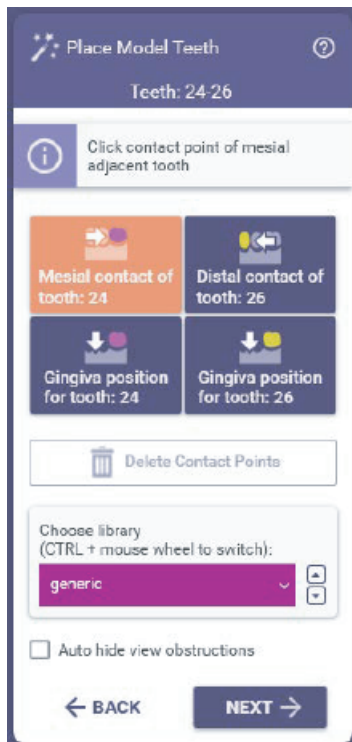 Place Model Teeth
Teeth: 24-26
Click contact point of mesial
adjacent tooth
Mesial contact of
tooth: 24
Distal contact of
tooth: 26
Gingiva position
for tooth: 24
Gingiva position
for tooth: 26
Delete Contact Points
Choose library
(CTRL + mouse wheel to switch):
generic
Auto hide view obstructions
BACK
NEXT